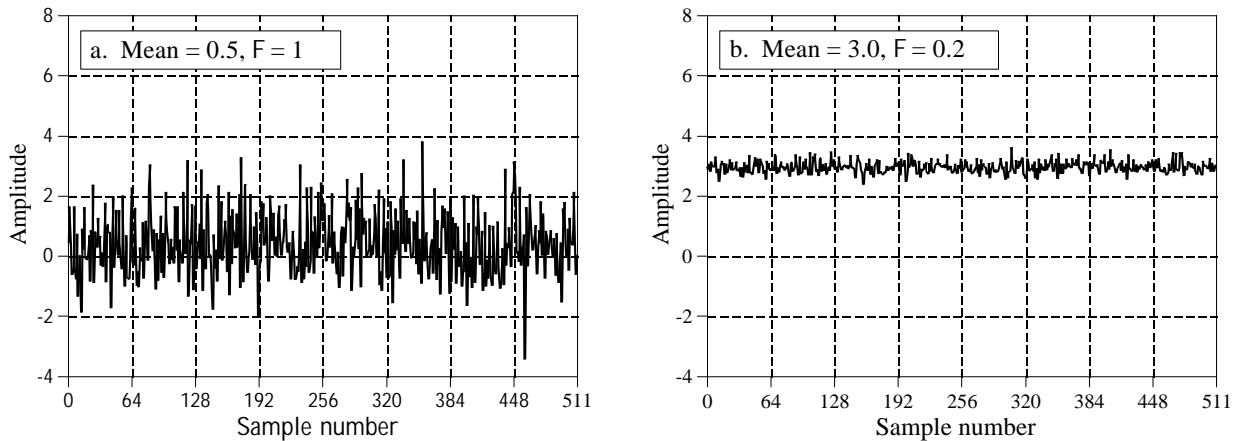 a. Mean = 0.5, F = 1
8
6
4
2
0
-2
-4
Amplitude
0 64 128 192 256 320 384 448 511
Sample number
b. Mean = 3.0, F = 0.2
8
6
4
2
0
-2
-4
Amplitude
0 64 128 192 256 320 384 448 511
Sample number